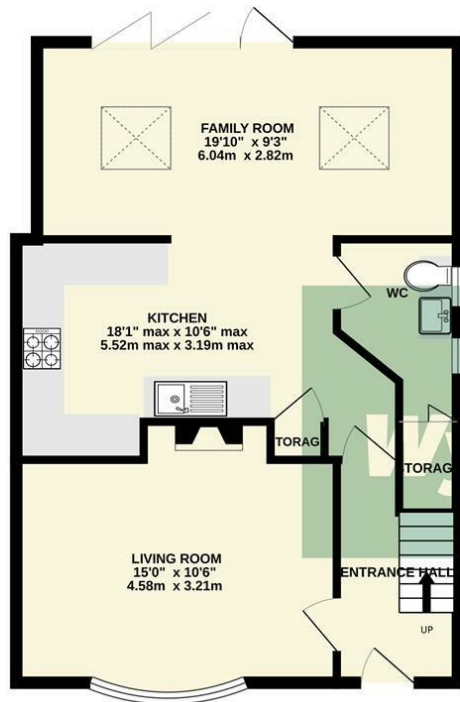 FAMILY ROOM
19'10" x 9'3"
6.04m x 2.82m
WC
KITCHEN
18'1" max x 10'6" max
5.52m max x 3.19m max
TORAG
wy
STORAG
LIVING ROOM
15'0" x 10'6"
4.58m x 3.21m
ENTRANCE HALL
UP